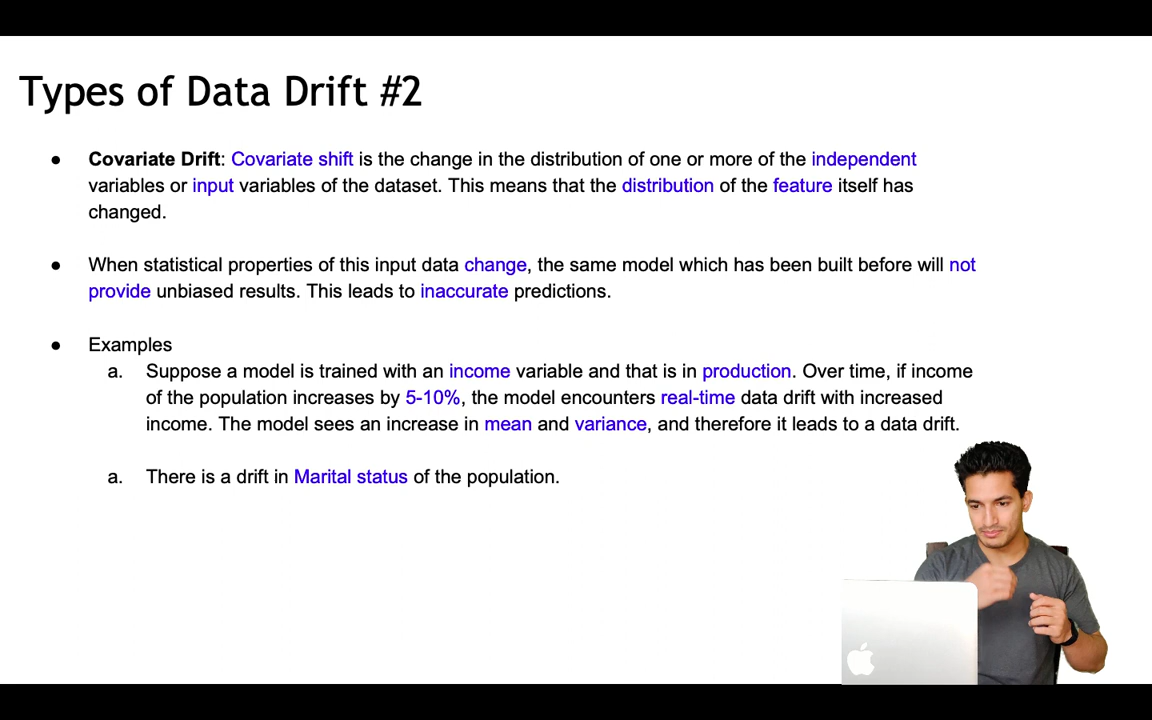 Types of Data Drift #2
● Covariate Drift: Covariate shift is the change in the distribution of one or more of the independent
variables or input variables of the dataset. This means that the distribution of the feature itself has
changed.
● When statistical properties of this input data change, the same model which has been built before will not
provide unbiased results. This leads to inaccurate predictions.
● Examples
a. Suppose a model is trained with an income variable and that is in production. Over time, if income
of the population increases by 5-10%, the model encounters real-time data drift with increased
income. The model sees an increase in mean and variance, and therefore it leads to a data drift.
a. There is a drift in Marital status of the population.